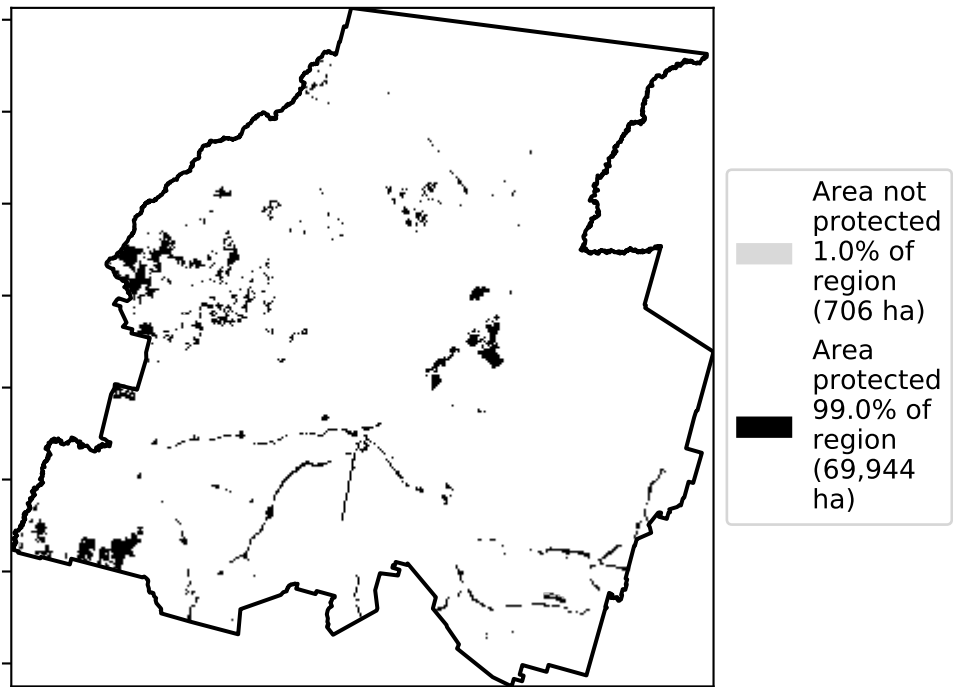 Area not
protected
1.0% of
region
(706 ha)
Area
protected
99.0% of
region
(69,944
ha)